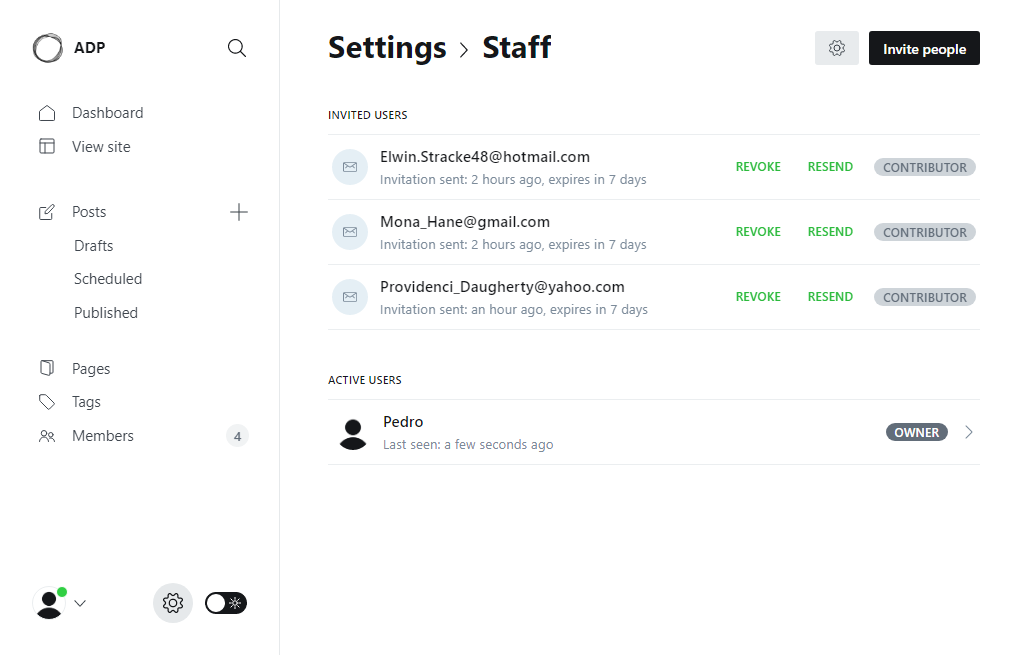 ADP
Dashboard
View site
Posts
Drafts
Scheduled
Published
Pages
Tags
Members 4
Settings > Staff
Invite people
INVITED USERS
Elwin.Stracke48@hotmail.com
Invitation sent: 2 hours ago, expires in 7 days
REVOKE RESEND CONTRIBUTOR
Mona_Hane@gmail.com
Invitation sent: 2 hours ago, expires in 7 days
REVOKE RESEND CONTRIBUTOR
Providenci_Daugherty@yahoo.com
Invitation sent: an hour ago, expires in 7 days
REVOKE RESEND CONTRIBUTOR
ACTIVE USERS
Pedro
Last seen: a few seconds ago
OWNER